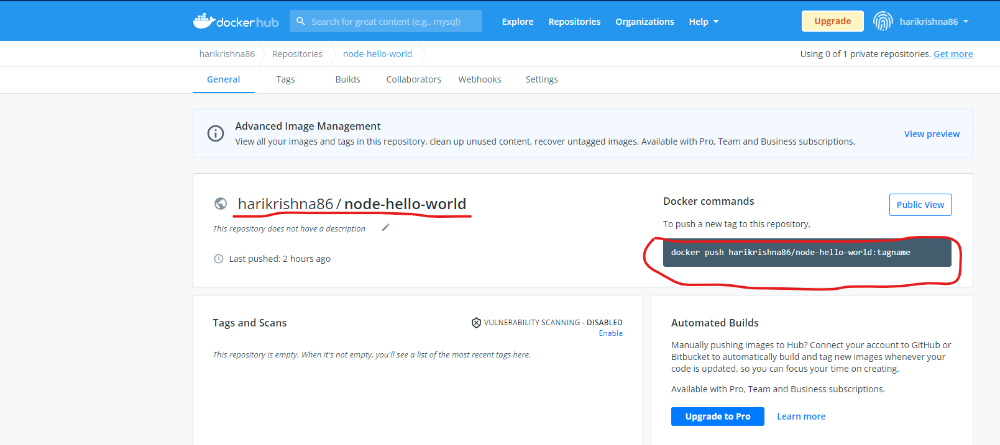 docker hub
Search for great content (e.g., mysql)
Explore
Repositories
Organizations
Help
Upgrade
harikrishna86
harikrishna86
Repositories
node-hello-world
Using 0 of 1 private repositories. Get more
General
Tags
Builds
Collaborators
Webhooks
Settings
Advanced Image Management
View all your images and tags in this repository, clean up unused content, recover untagged images. Available with Pro, Team and Business subscriptions.
View preview
harikrishna86 / node-hello-world
This repository does not have a description
Last pushed: 2 hours ago
Docker commands
Public View
To push a new tag to this repository,
docker push harikrishna86/node-hello-world:tagname
Tags and Scans
VULNERABILITY SCANNING - DISABLED
Enable
This repository is empty. When it's not empty, you'll see a list of the most recent tags here.
Automated Builds
Manually pushing images to Hub? Connect your account to GitHub or
Bitbucket to automatically build and tag new images whenever your
code is updated, so you can focus your time on creating.
Available with Pro, Team and Business subscriptions.
Upgrade to Pro
Learn more